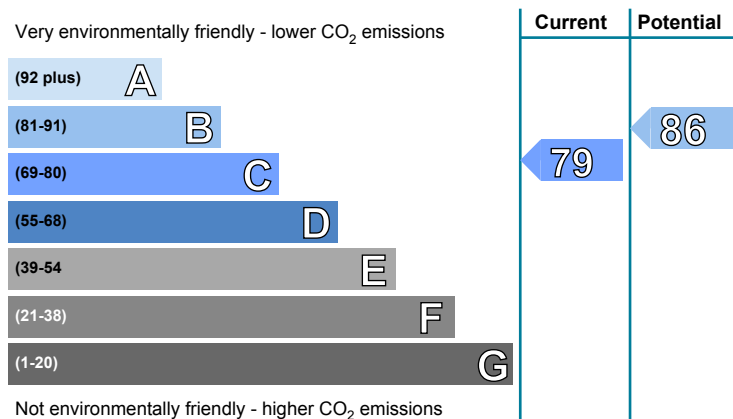 Current Potential
Very environmentally friendly - lower CO₂ emissions
(92 plus) A
(81-91) B
86
(69-80) C
79
(55-68) D
(39-54 E
(21-38) F
(1-20) G
Not environmentally friendly - higher CO₂ emissions